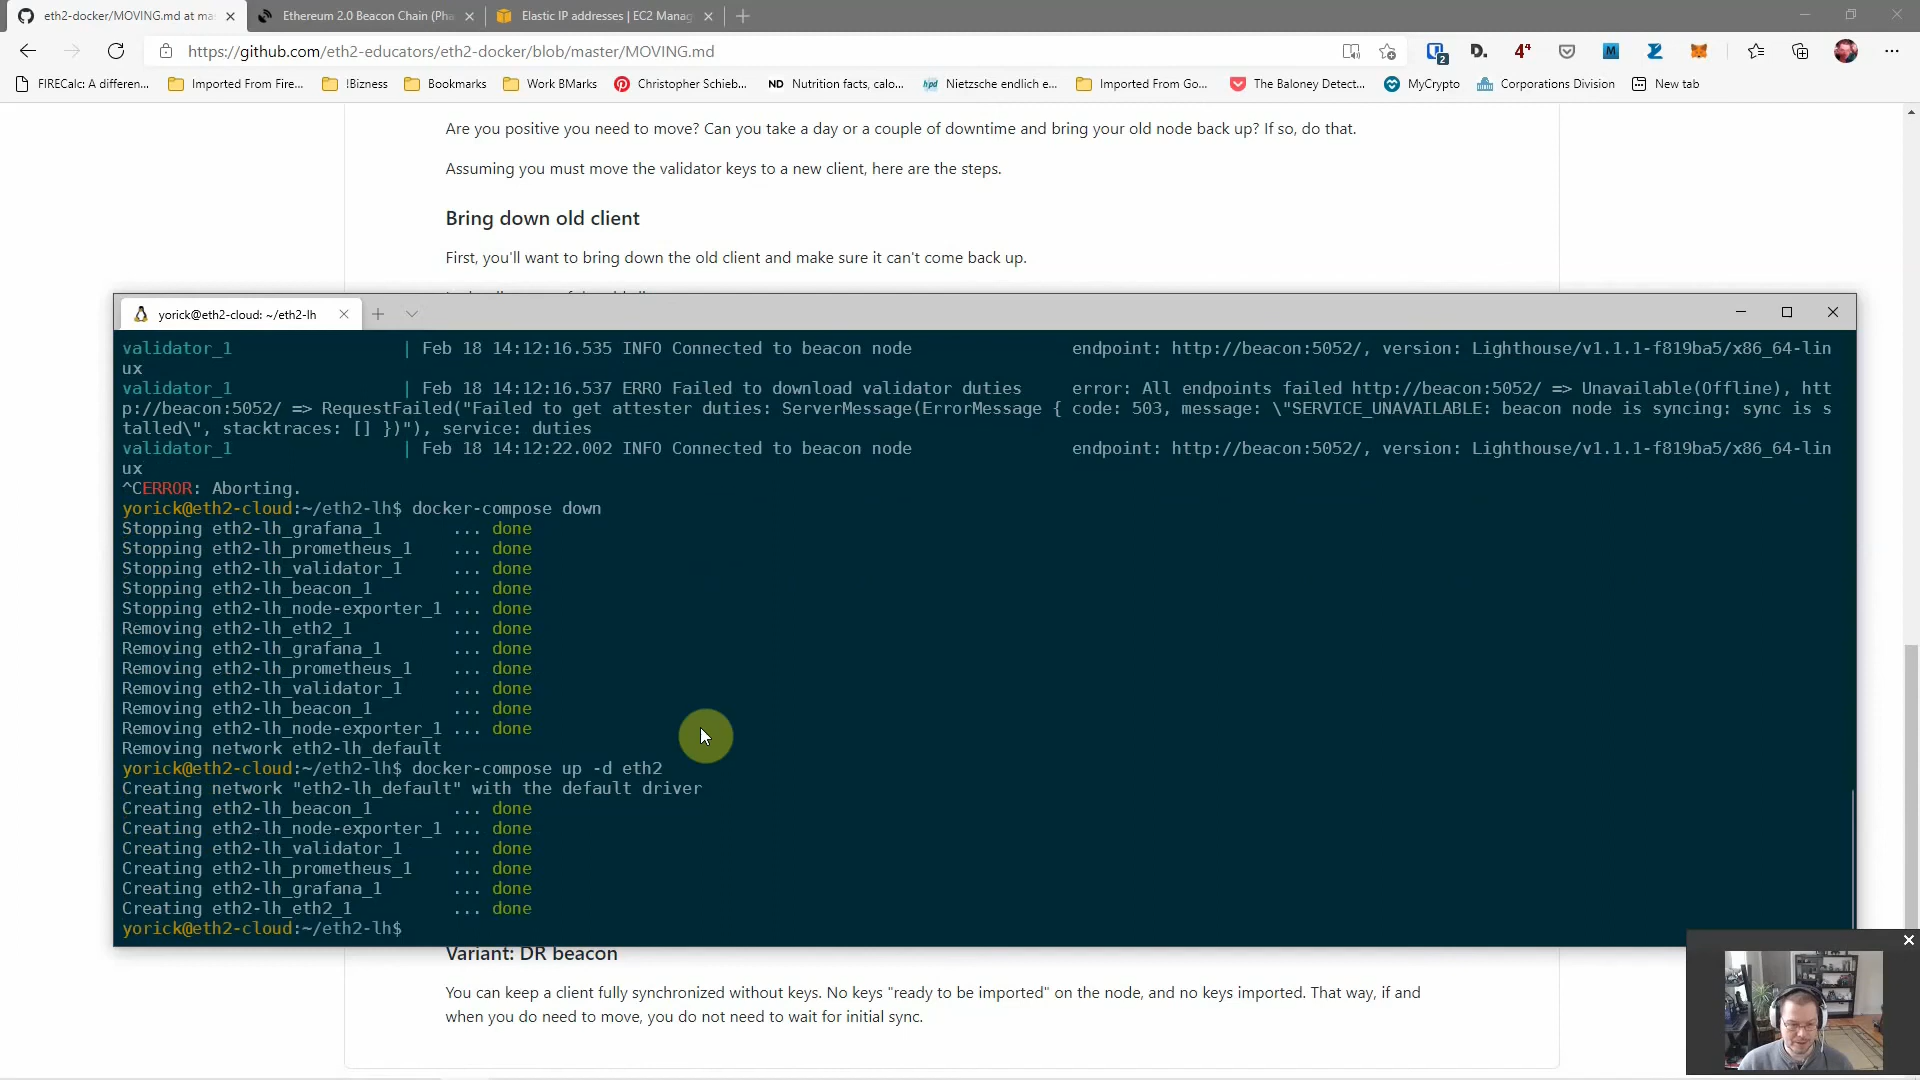 eth2-docker/MOVING.md at mas
Ethereum 2.0 Beacon Chain (Pha
Elastic IP addresses | EC2 Manag
https://github.com/eth2-educators/eth2-docker/blob/master/MOVING.md
FIRECalc: A differen...
Imported From Fire...
!Bizness
Bookmarks
Work BMarks
Christopher Schieb...
ND Nutrition facts, calo...
hpd Nietzsche endlich e...
Imported From Go...
The Baloney Detect...
MyCrypto
Corporations Division
New tab
Are you positive you need to move? Can you take a day or a couple of downtime and bring your old node back up? If so, do that.
Assuming you must move the validator keys to a new client, here are the steps.
Bring down old client
First, you'll want to bring down the old client and make sure it can't come back up.
yorick@eth2-cloud: ~/eth2-lh
validator_1 | Feb 18 14:12:16.535 INFO Connected to beacon node endpoint: http://beacon:5052/, version: Lighthouse/v1.1.1-f819ba5/x86_64-lin
ux
validator_1 | Feb 18 14:12:16.537 ERRO Failed to download validator duties error: All endpoints failed http://beacon:5052/ => Unavailable(Offline), htt
p://beacon:5052/ => RequestFailed("Failed to get attester duties: ServerMessage(ErrorMessage { code: 503, message: \"SERVICE_UNAVAILABLE: beacon node is syncing: sync is s
talled\", stacktraces: [] })"), service: duties
validator_1 | Feb 18 14:12:22.002 INFO Connected to beacon node endpoint: http://beacon:5052/, version: Lighthouse/v1.1.1-f819ba5/x86_64-lin
ux
^CERROR: Aborting.
yorick@eth2-cloud:~/eth2-lh$ docker-compose down
Stopping eth2-lh_grafana_1 ... done
Stopping eth2-lh_prometheus_1 ... done
Stopping eth2-lh_validator_1 ... done
Stopping eth2-lh_beacon_1 ... done
Stopping eth2-lh_node-exporter_1 ... done
Removing eth2-lh_eth2_1 ... done
Removing eth2-lh_grafana_1 ... done
Removing eth2-lh_prometheus_1 ... done
Removing eth2-lh_validator_1 ... done
Removing eth2-lh_beacon_1 ... done
Removing eth2-lh_node-exporter_1 ... done
Removing network eth2-lh_default
yorick@eth2-cloud:~/eth2-lh$ docker-compose up -d eth2
Creating network "eth2-lh_default" with the default driver
Creating eth2-lh_beacon_1 ... done
Creating eth2-lh_node-exporter_1 ... done
Creating eth2-lh_validator_1 ... done
Creating eth2-lh_prometheus_1 ... done
Creating eth2-lh_grafana_1 ... done
Creating eth2-lh_eth2_1 ... done
yorick@eth2-cloud:~/eth2-lh$
Variant: DR beacon
You can keep a client fully synchronized without keys. No keys "ready to be imported" on the node, and no keys imported. That way, if and
when you do need to move, you do not need to wait for initial sync.